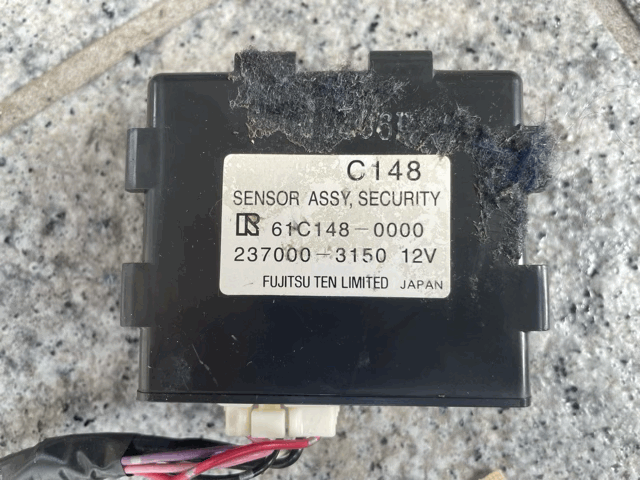 C148
SENSOR ASSY, SECURITY
61C148-0000
237000-3150 12V
FUJITSU TEN LIMITED JAPAN